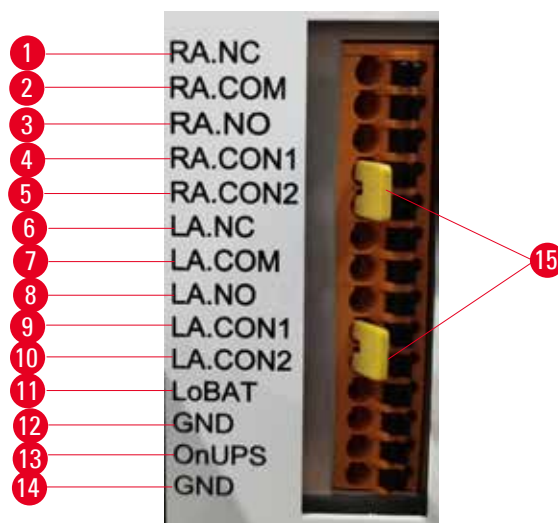 1 RA.NC
2 RA.COM
3 RA.NO
4 RA.CON1
5 RA.CON2
6 LA.NC
7 LA.COM
8 LA.NO
9 LA.CON1
10 LA.CON2
11 LoBAT
12 GND
13 OnUPS
14 GND
15